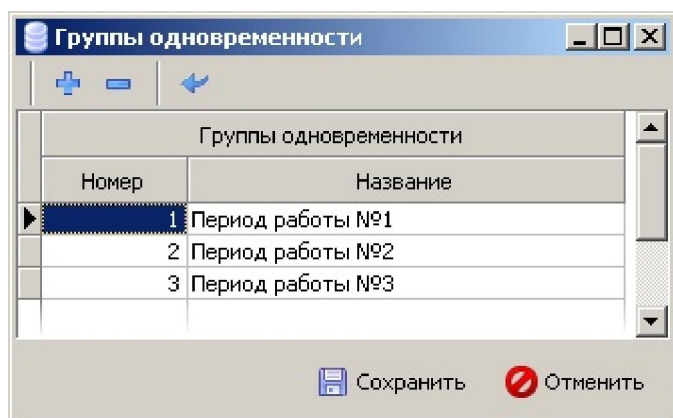 Группы одновременности
Группы одновременности
Номер Название
1 Период работы №1
2 Период работы №2
3 Период работы №3
Сохранить Отменить